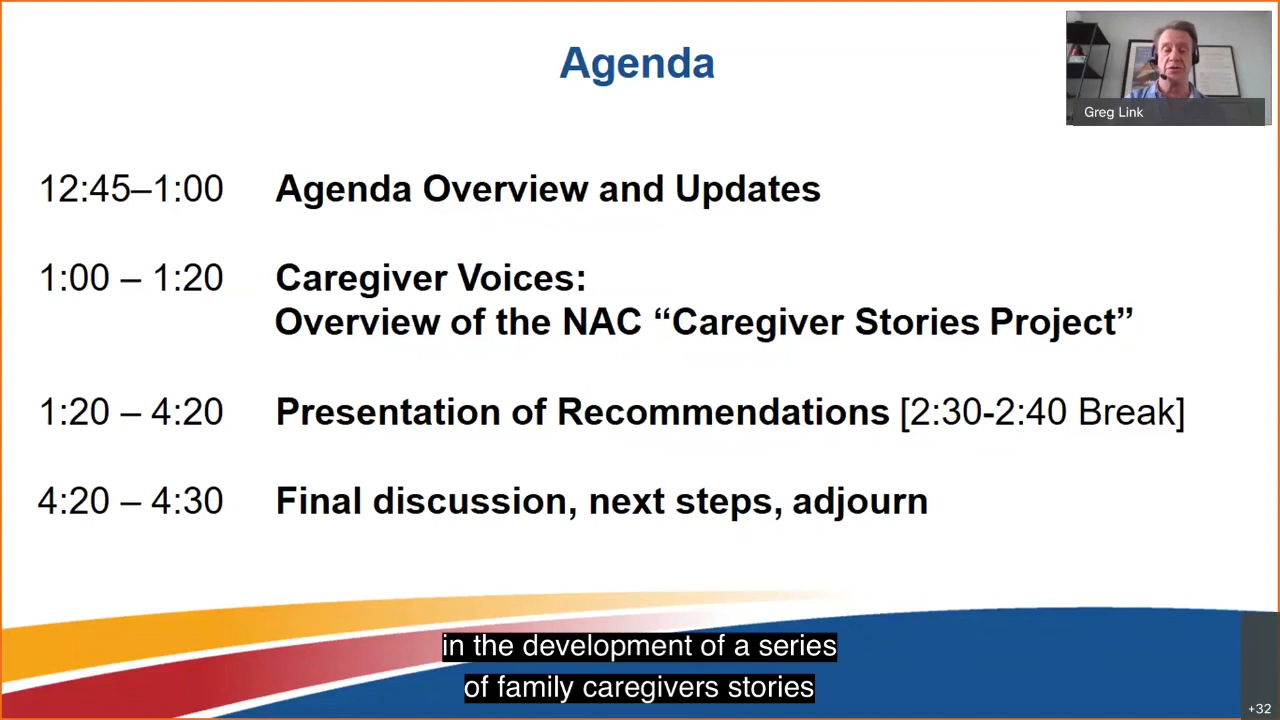 Agenda
Greg Link
12:45–1:00 Agenda Overview and Updates
1:00 – 1:20 Caregiver Voices:
Overview of the NAC “Caregiver Stories Project”
1:20 – 4:20 Presentation of Recommendations [2:30-2:40 Break]
4:20 – 4:30 Final discussion, next steps, adjourn
in the development of a series
of family caregivers stories
+32